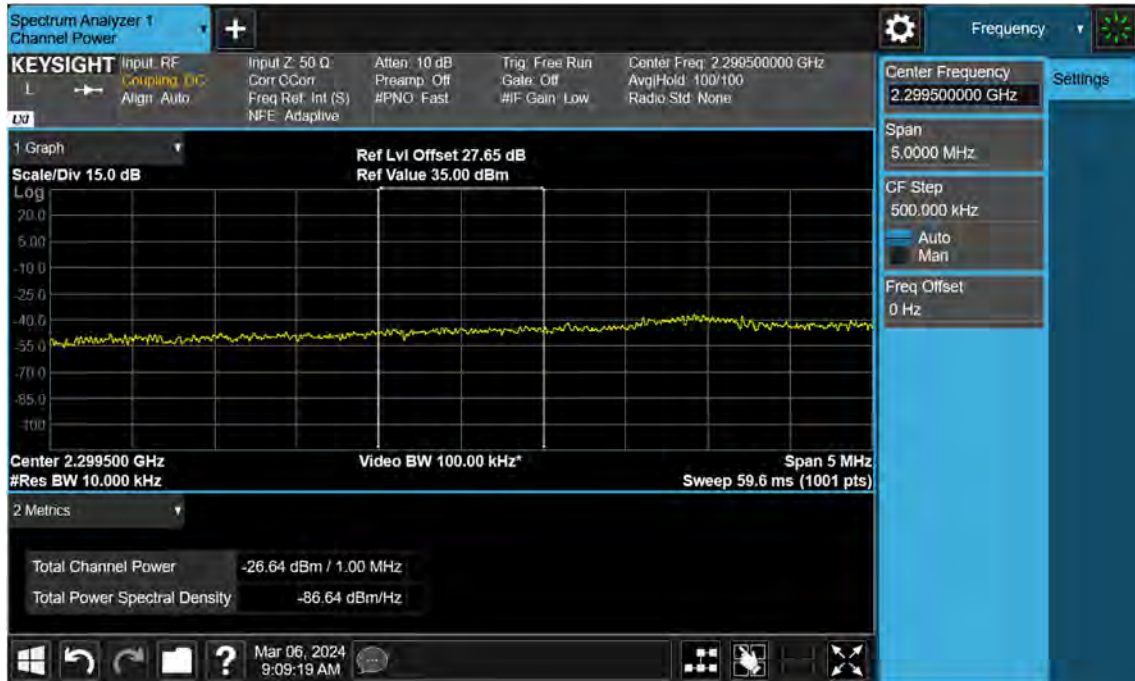 Spectrum Analyzer 1
Channel Power
+
Frequency
KEYSIGHT
L
LXI
Input: RF
Coupling: DC
Align: Auto
Input Z: 50 Ω
Corr CCorr
Freq Ref: Int (S)
NFE: Adaptive
Atten: 10 dB
Preamp: Off
#PNO: Fast
Trig: Free Run
Gate: Off
#IF Gain: Low
Center Freq: 2.299500000 GHz
Avg|Hold: 100/100
Radio Std: None
Center Frequency
2.299500000 GHz
Settings
Span
5.0000 MHz
CF Step
500.000 kHz
Auto
Man
Freq Offset
0 Hz
1 Graph
Scale/Div 15.0 dB
Ref Lvl Offset 27.65 dB
Ref Value 35.00 dBm
Log
20.0
5.00
-10.0
-25.0
-40.0
-55.0
-70.0
-85.0
-100
Center 2.299500 GHz
#Res BW 10.000 kHz
Video BW 100.00 kHz*
Span 5 MHz
Sweep 59.6 ms (1001 pts)
2 Metrics
Total Channel Power -26.64 dBm / 1.00 MHz
Total Power Spectral Density -86.64 dBm/Hz
?
Mar 06, 2024
9:09:19 AM